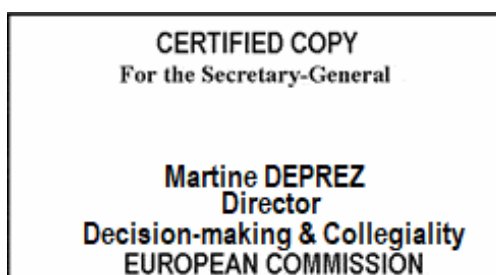 CERTIFIED COPY
For the Secretary-General
Martine DEPREZ
Director
Decision-making & Collegiality
EUROPEAN COMMISSION